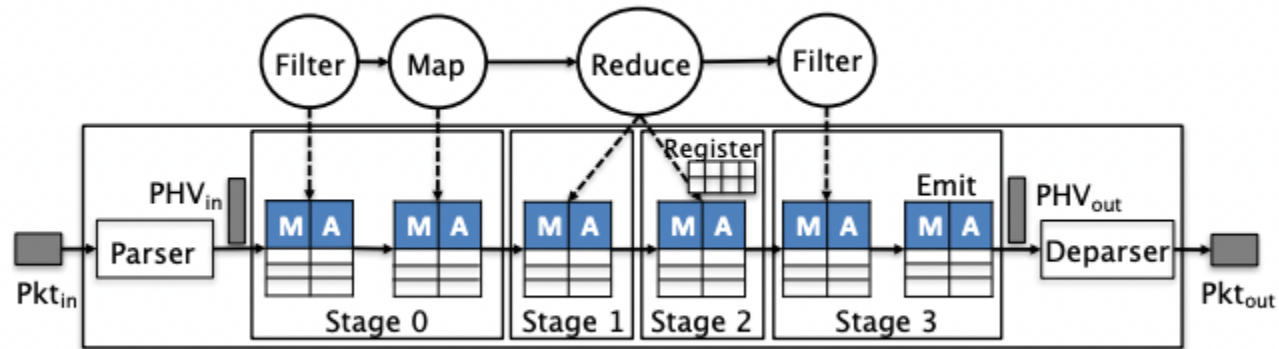 Filter
Map
Reduce
Filter
Register
PHVin
Emit
PHVout
M A
M A
M A
M A
M A
M A
Parser
Deparser
Pktin
Pktout
Stage 0
Stage 1
Stage 2
Stage 3